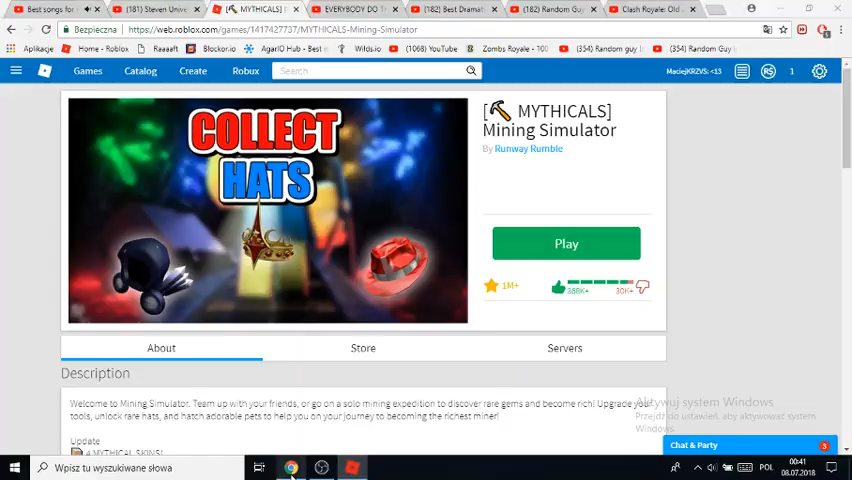 Best songs for
(181) Steven Univer
[🔨 MYTHICALS]
EVERYBODY DO TH
(182) Best Dramat
(182) Random Guy
Clash Royale: Old a
Bezpieczna https://web.roblox.com/games/1417427737/MYTHICALS-Mining-Simulator
Aplikacje Home - Roblox Raaaaft Blockor.io AgarIO Hub - Best Wilds.io (1068) YouTube Zombs Royale - 100 (354) Random guy I (354) Random Guy I
Games Catalog Create Robux Search MaciejKRZVS: <13 R$ 1
COLLECT
HATS
[🔨 MYTHICALS]
Mining Simulator
By Runway Rumble
Play
1M+ 388K+ 30K+
About Store Servers
Description
Welcome to Mining Simulator. Team up with your friends, or go on a solo mining expedition to discover rare gems and become rich! Upgrade your
tools, unlock rare hats, and hatch adorable pets to help you on your journey to becoming the richest miner!
Aktywuj system Windows
Przejdź do ustawień, aby aktywować system
Windows.
Update
4 MYTHICAL SKINS!
Chat & Party 3
Wpisz tu wyszukiwane słowa
POL
00:41
08.07.2018